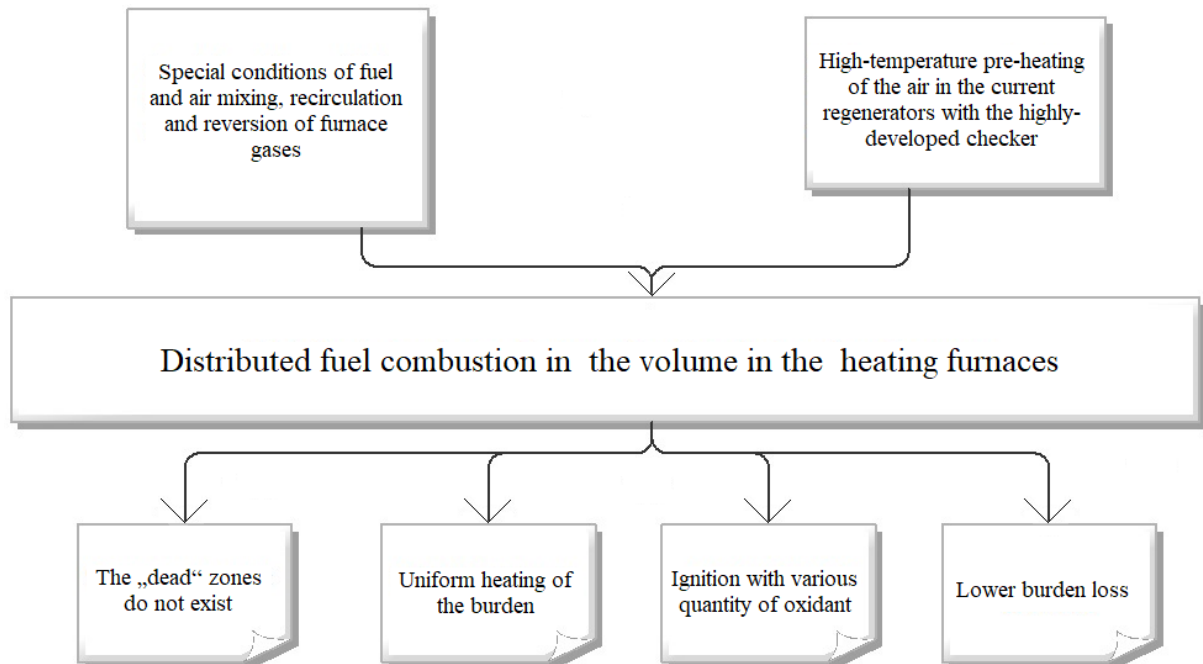 Special conditions of fuel
and air mixing, recirculation
and reversion of furnace
gases
High-temperature pre-heating
of the air in the current
regenerators with the highly-
developed checker
Distributed fuel combustion in the volume in the heating furnaces
The „dead“ zones
do not exist
Uniform heating of
the burden
Ignition with various
quantity of oxidant
Lower burden loss